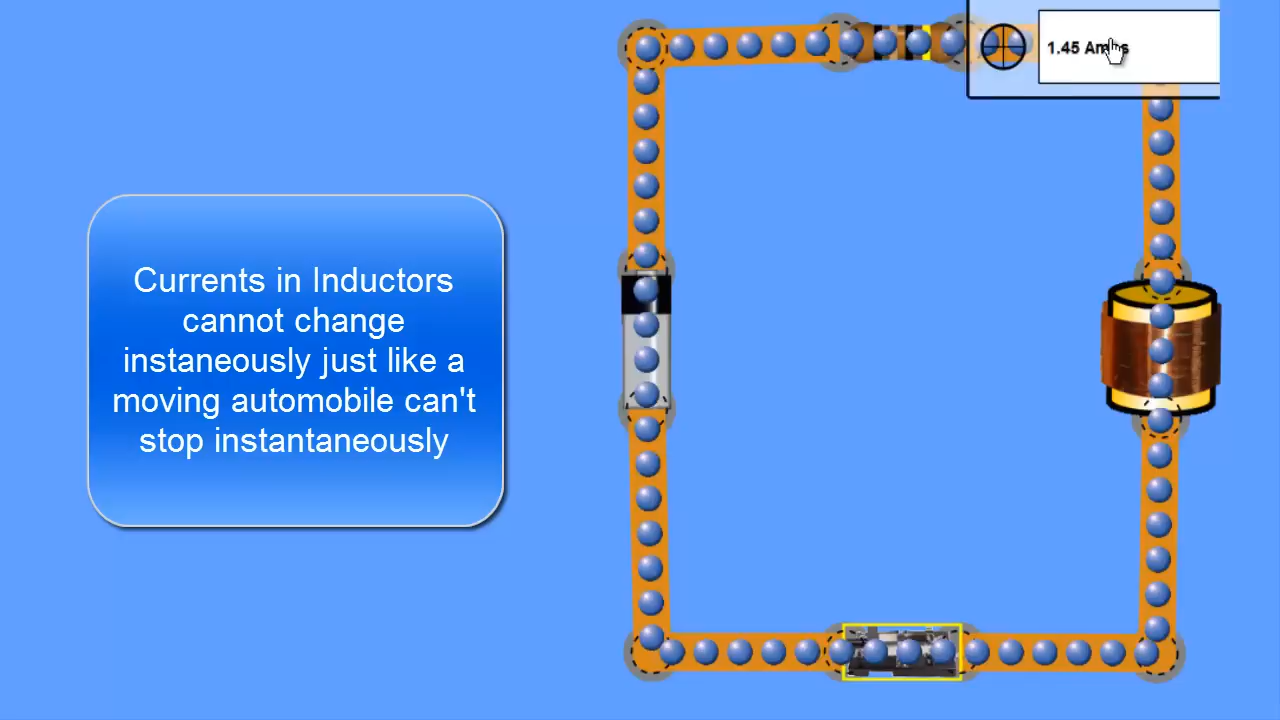 1.45 Amps
Currents in Inductors
cannot change
instaneously just like a
moving automobile can't
stop instantaneously